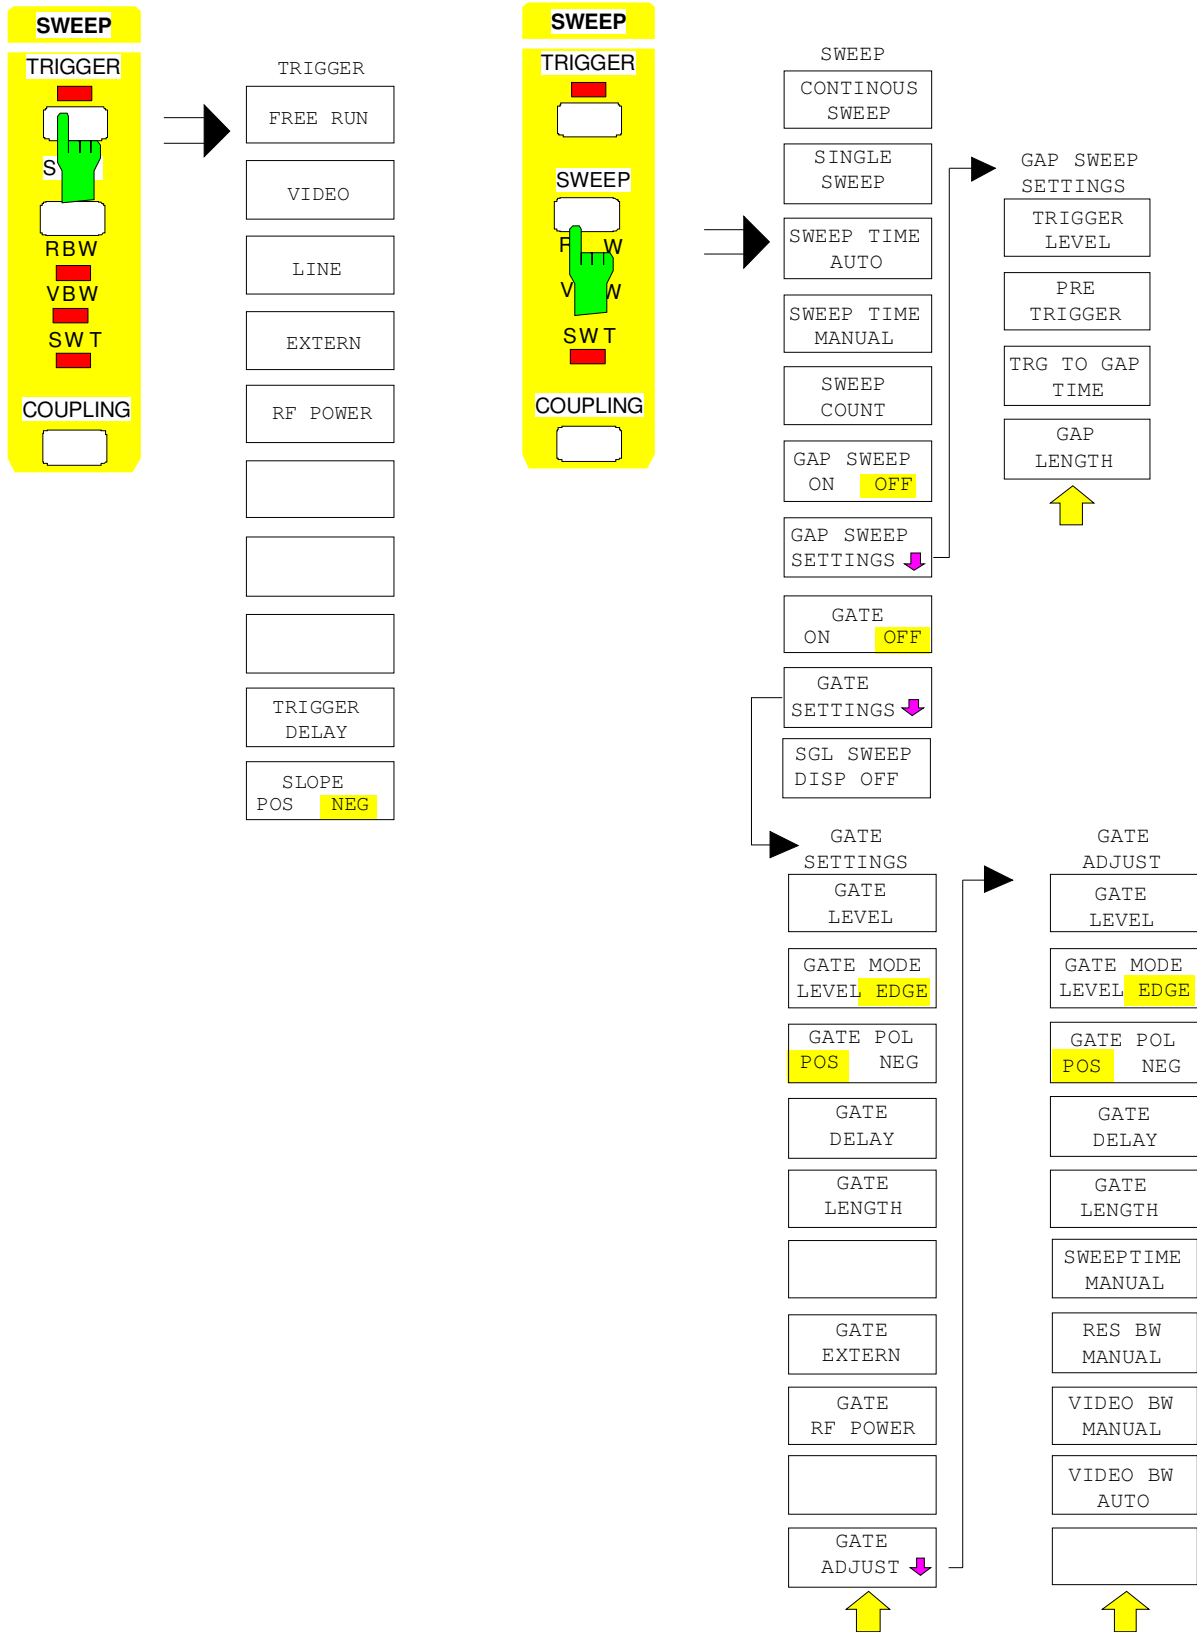 SWEEP
TRIGGER
S
RBW
VBW
SWT
COUPLING
TRIGGER
FREE RUN
VIDEO
LINE
EXTERN
RF POWER
TRIGGER
DELAY
SLOPE
POS NEG
SWEEP
TRIGGER
SWEEP
R W
V W
SWT
COUPLING
SWEEP
CONTINOUS
SWEEP
SINGLE
SWEEP
SWEEP TIME
AUTO
SWEEP TIME
MANUAL
SWEEP
COUNT
GAP SWEEP
ON OFF
GAP SWEEP
SETTINGS
GATE
ON OFF
GATE
SETTINGS
SGL SWEEP
DISP OFF
GAP SWEEP
SETTINGS
TRIGGER
LEVEL
PRE
TRIGGER
TRG TO GAP
TIME
GAP
LENGTH
GATE
SETTINGS
GATE
LEVEL
GATE MODE
LEVEL EDGE
GATE POL
POS NEG
GATE
DELAY
GATE
LENGTH
GATE
EXTERN
GATE
RF POWER
GATE
ADJUST
GATE
ADJUST
GATE
LEVEL
GATE MODE
LEVEL EDGE
GATE POL
POS NEG
GATE
DELAY
GATE
LENGTH
SWEEPTIME
MANUAL
RES BW
MANUAL
VIDEO BW
MANUAL
VIDEO BW
AUTO